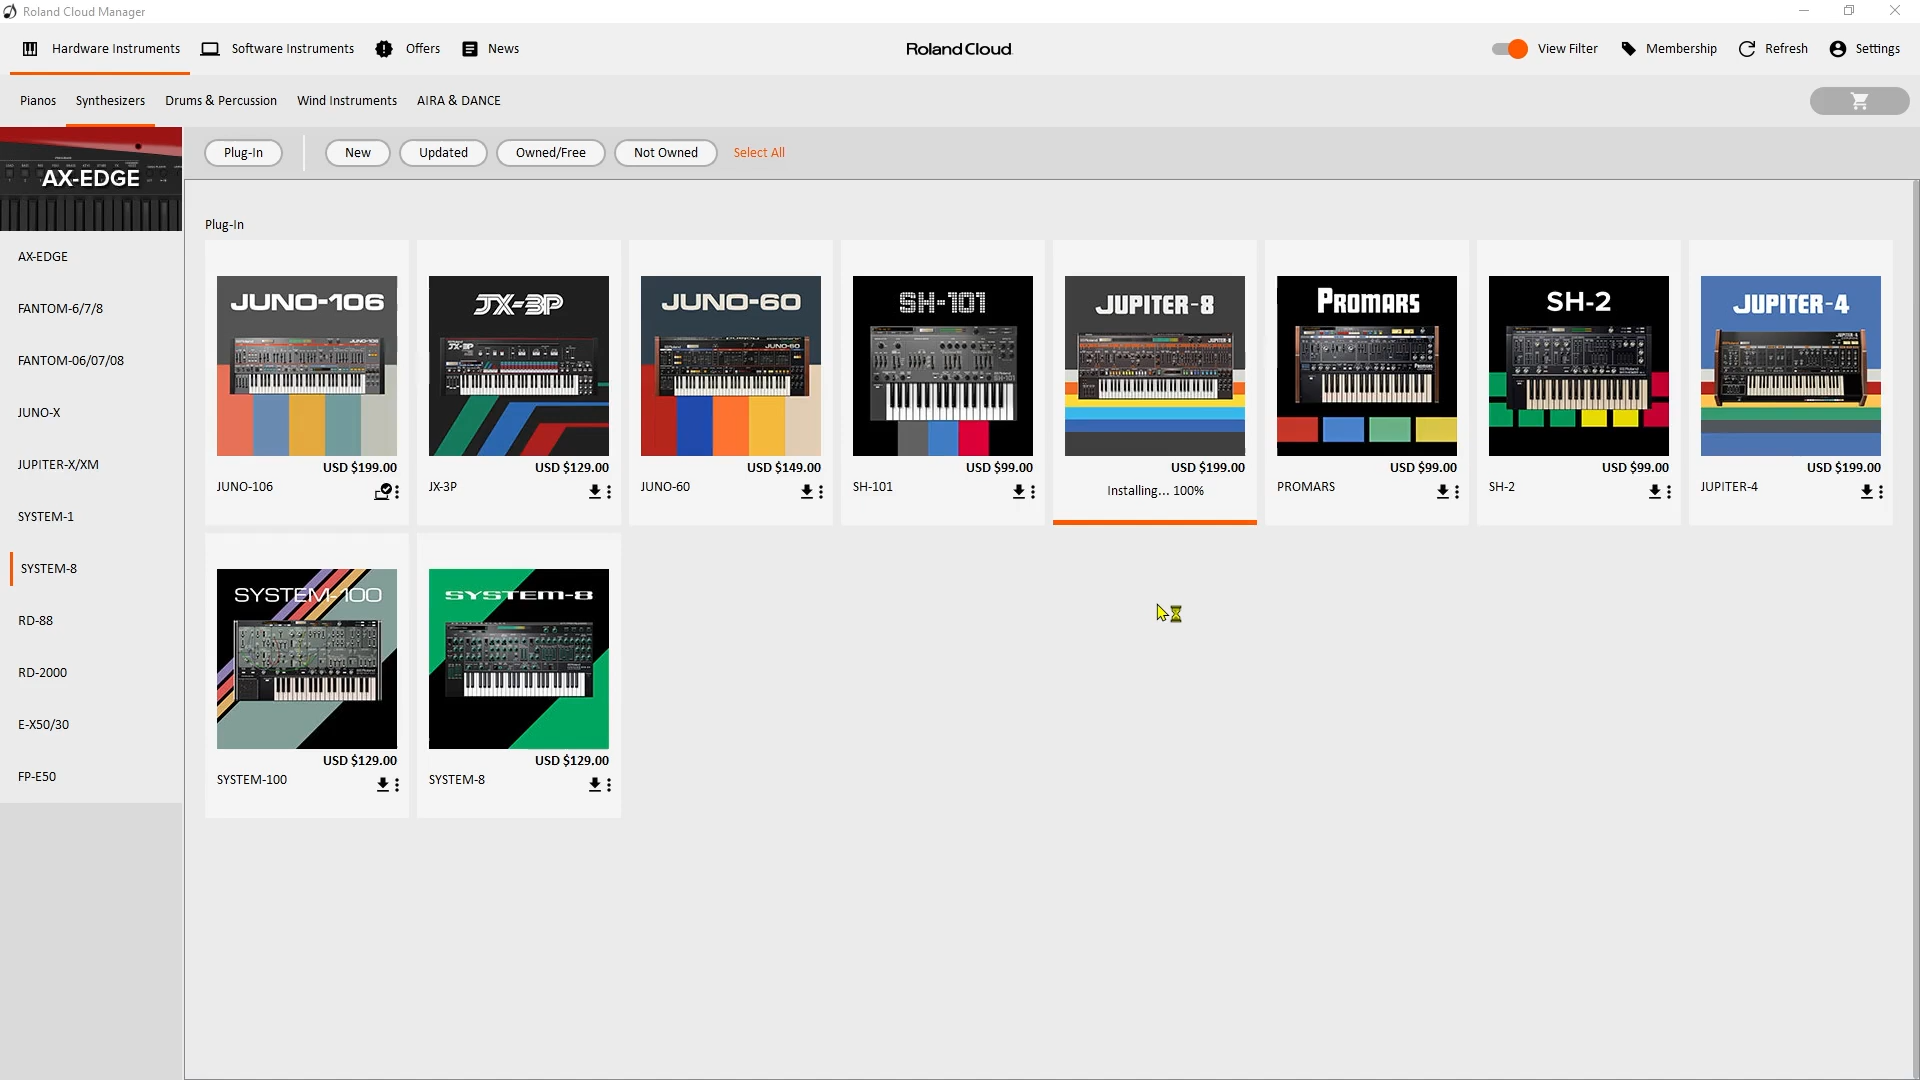 Roland Cloud Manager
Hardware Instruments
Software Instruments
Offers
News
Roland Cloud
View Filter
Membership
Refresh
Settings
Pianos
Synthesizers
Drums & Percussion
Wind Instruments
AIRA & DANCE
AX-EDGE
Plug-In
New
Updated
Owned/Free
Not Owned
Select All
AX-EDGE
FANTOM-6/7/8
FANTOM-06/07/08
JUNO-X
JUPITER-X/XM
SYSTEM-1
SYSTEM-8
RD-88
RD-2000
E-X50/30
FP-E50
Plug-In
JUNO-106
USD $199.00
JUNO-106
JX-3P
USD $129.00
JX-3P
JUNO-60
USD $149.00
JUNO-60
SH-101
USD $99.00
SH-101
JUPITER-8
USD $199.00
Installing... 100%
PROMARS
USD $99.00
PROMARS
SH-2
USD $99.00
SH-2
JUPITER-4
USD $199.00
JUPITER-4
SYSTEM-100
USD $129.00
SYSTEM-100
SYSTEM-8
USD $129.00
SYSTEM-8